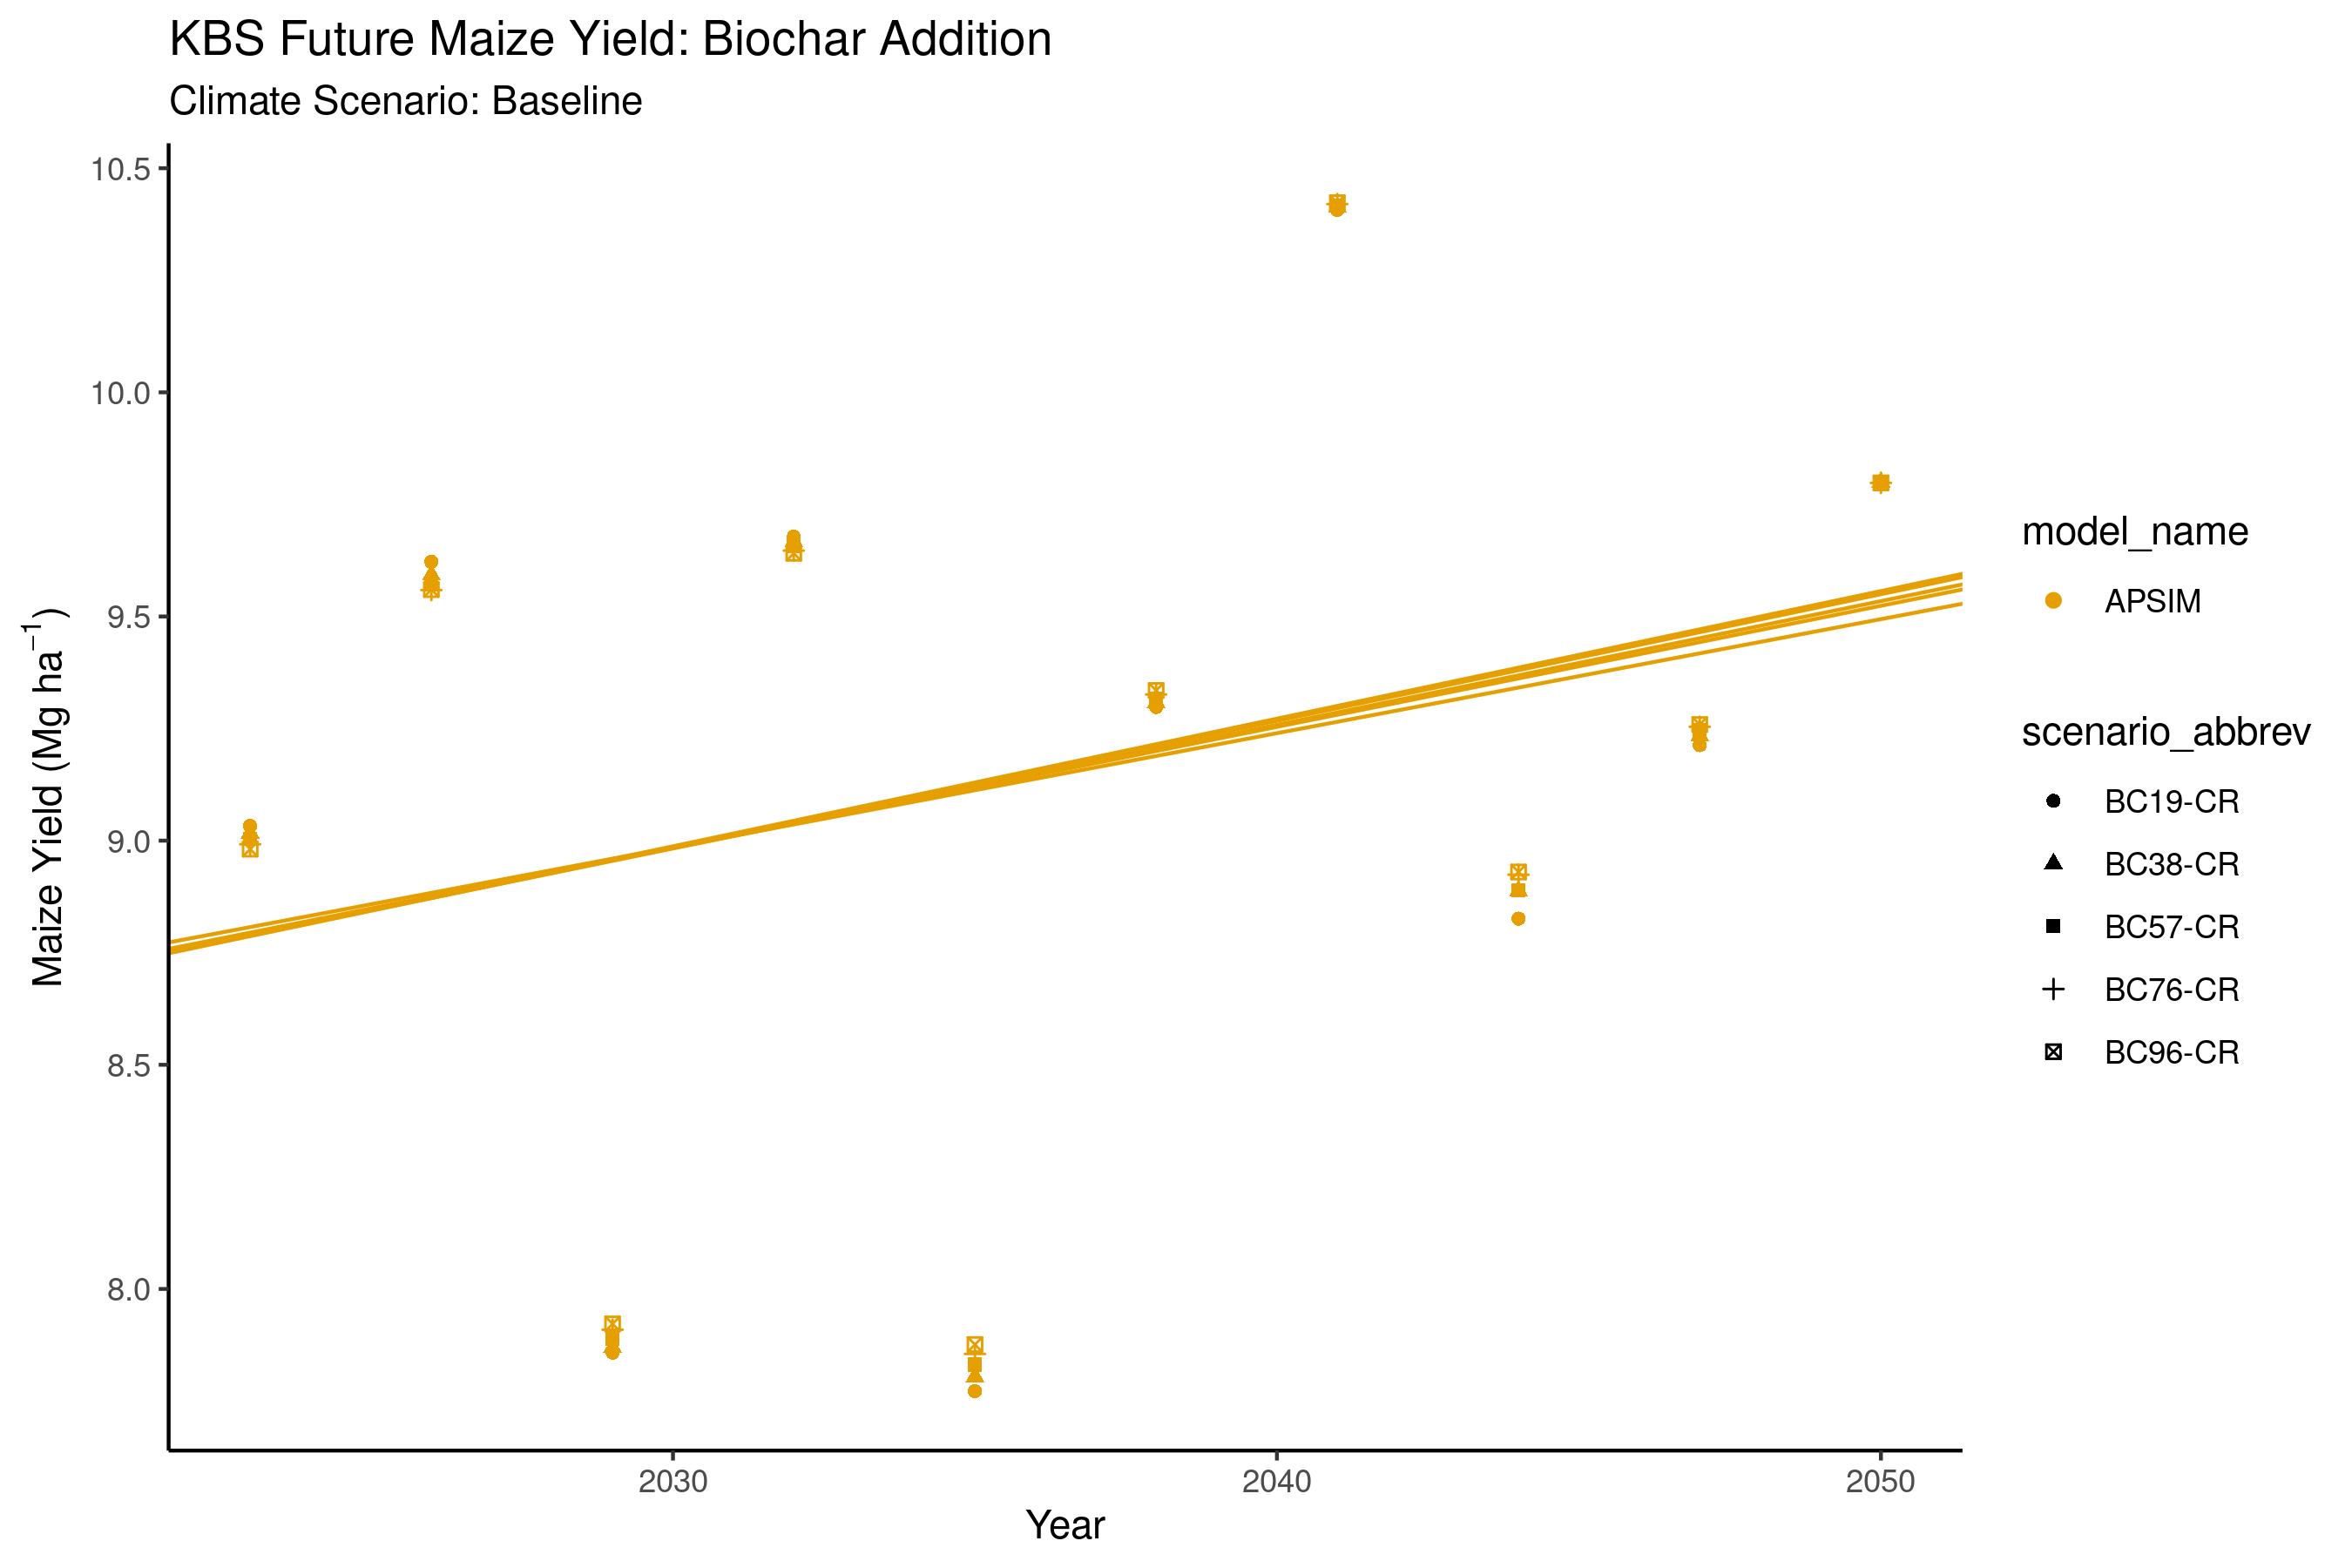 KBS Future Maize Yield: Biochar Addition
Climate Scenario: Baseline
10.5
10.0
9.5
9.0
8.5
8.0
Maize Yield (Mg ha⁻¹)
2030 2040 2050
Year
model_name
APSIM
scenario_abbrev
BC19-CR
BC38-CR
BC57-CR
BC76-CR
BC96-CR